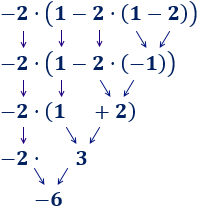 −2 · (1 − 2 · (1 − 2))
−2 · (1 − 2 · (−1))
−2 · (1 + 2)
−2 · 3
−6